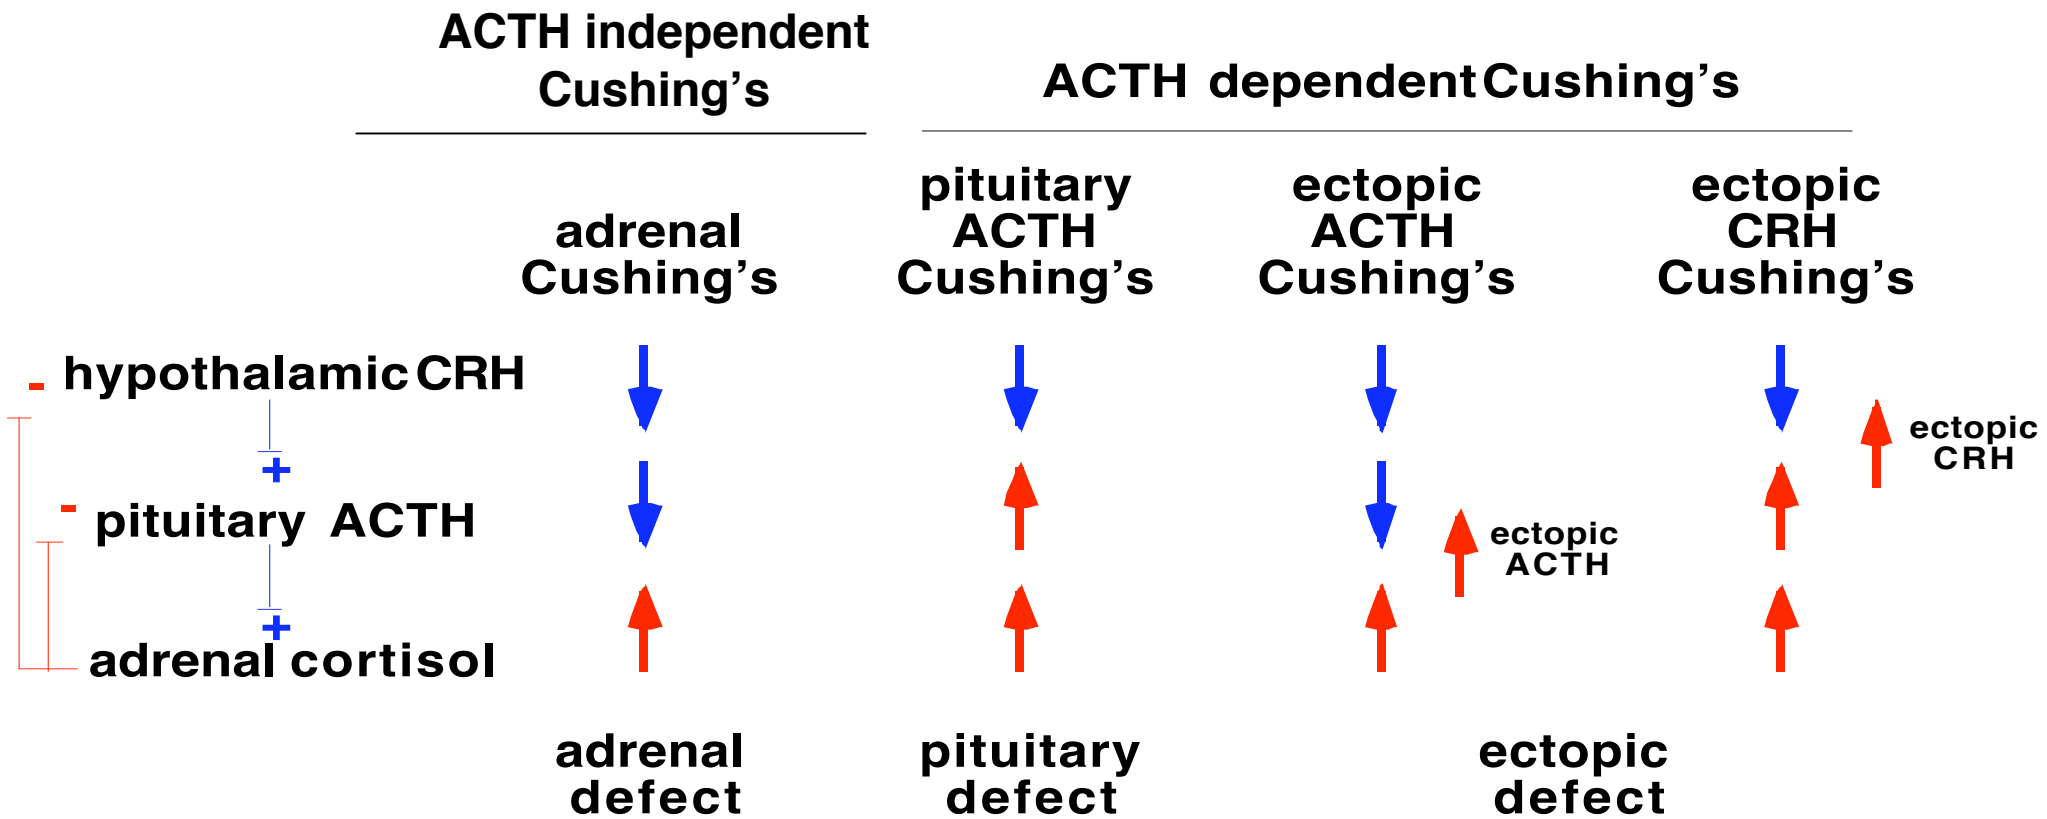 ACTH independent
Cushing's
ACTH dependent Cushing's
adrenal
Cushing's
pituitary
ACTH
Cushing's
ectopic
ACTH
Cushing's
ectopic
CRH
Cushing's
- hypothalamic CRH
+
ectopic
CRH
- pituitary ACTH
+
ectopic
ACTH
adrenal cortisol
adrenal
defect
pituitary
defect
ectopic
defect